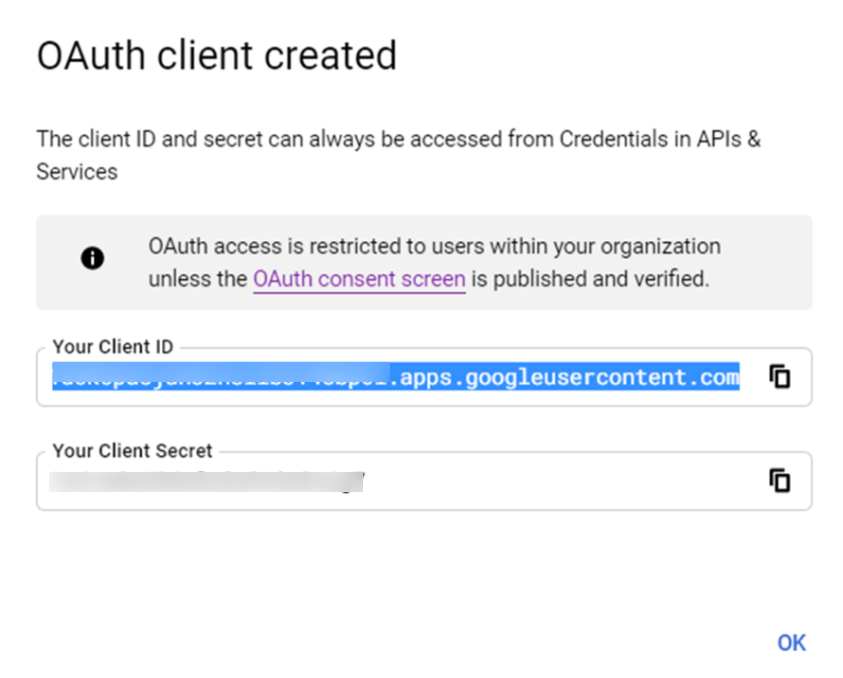 OAuth client created
The client ID and secret can always be accessed from Credentials in APIs &
Services
OAuth access is restricted to users within your organization
unless the OAuth consent screen is published and verified.
Your Client ID
.apps.googleusercontent.com
Your Client Secret
OK